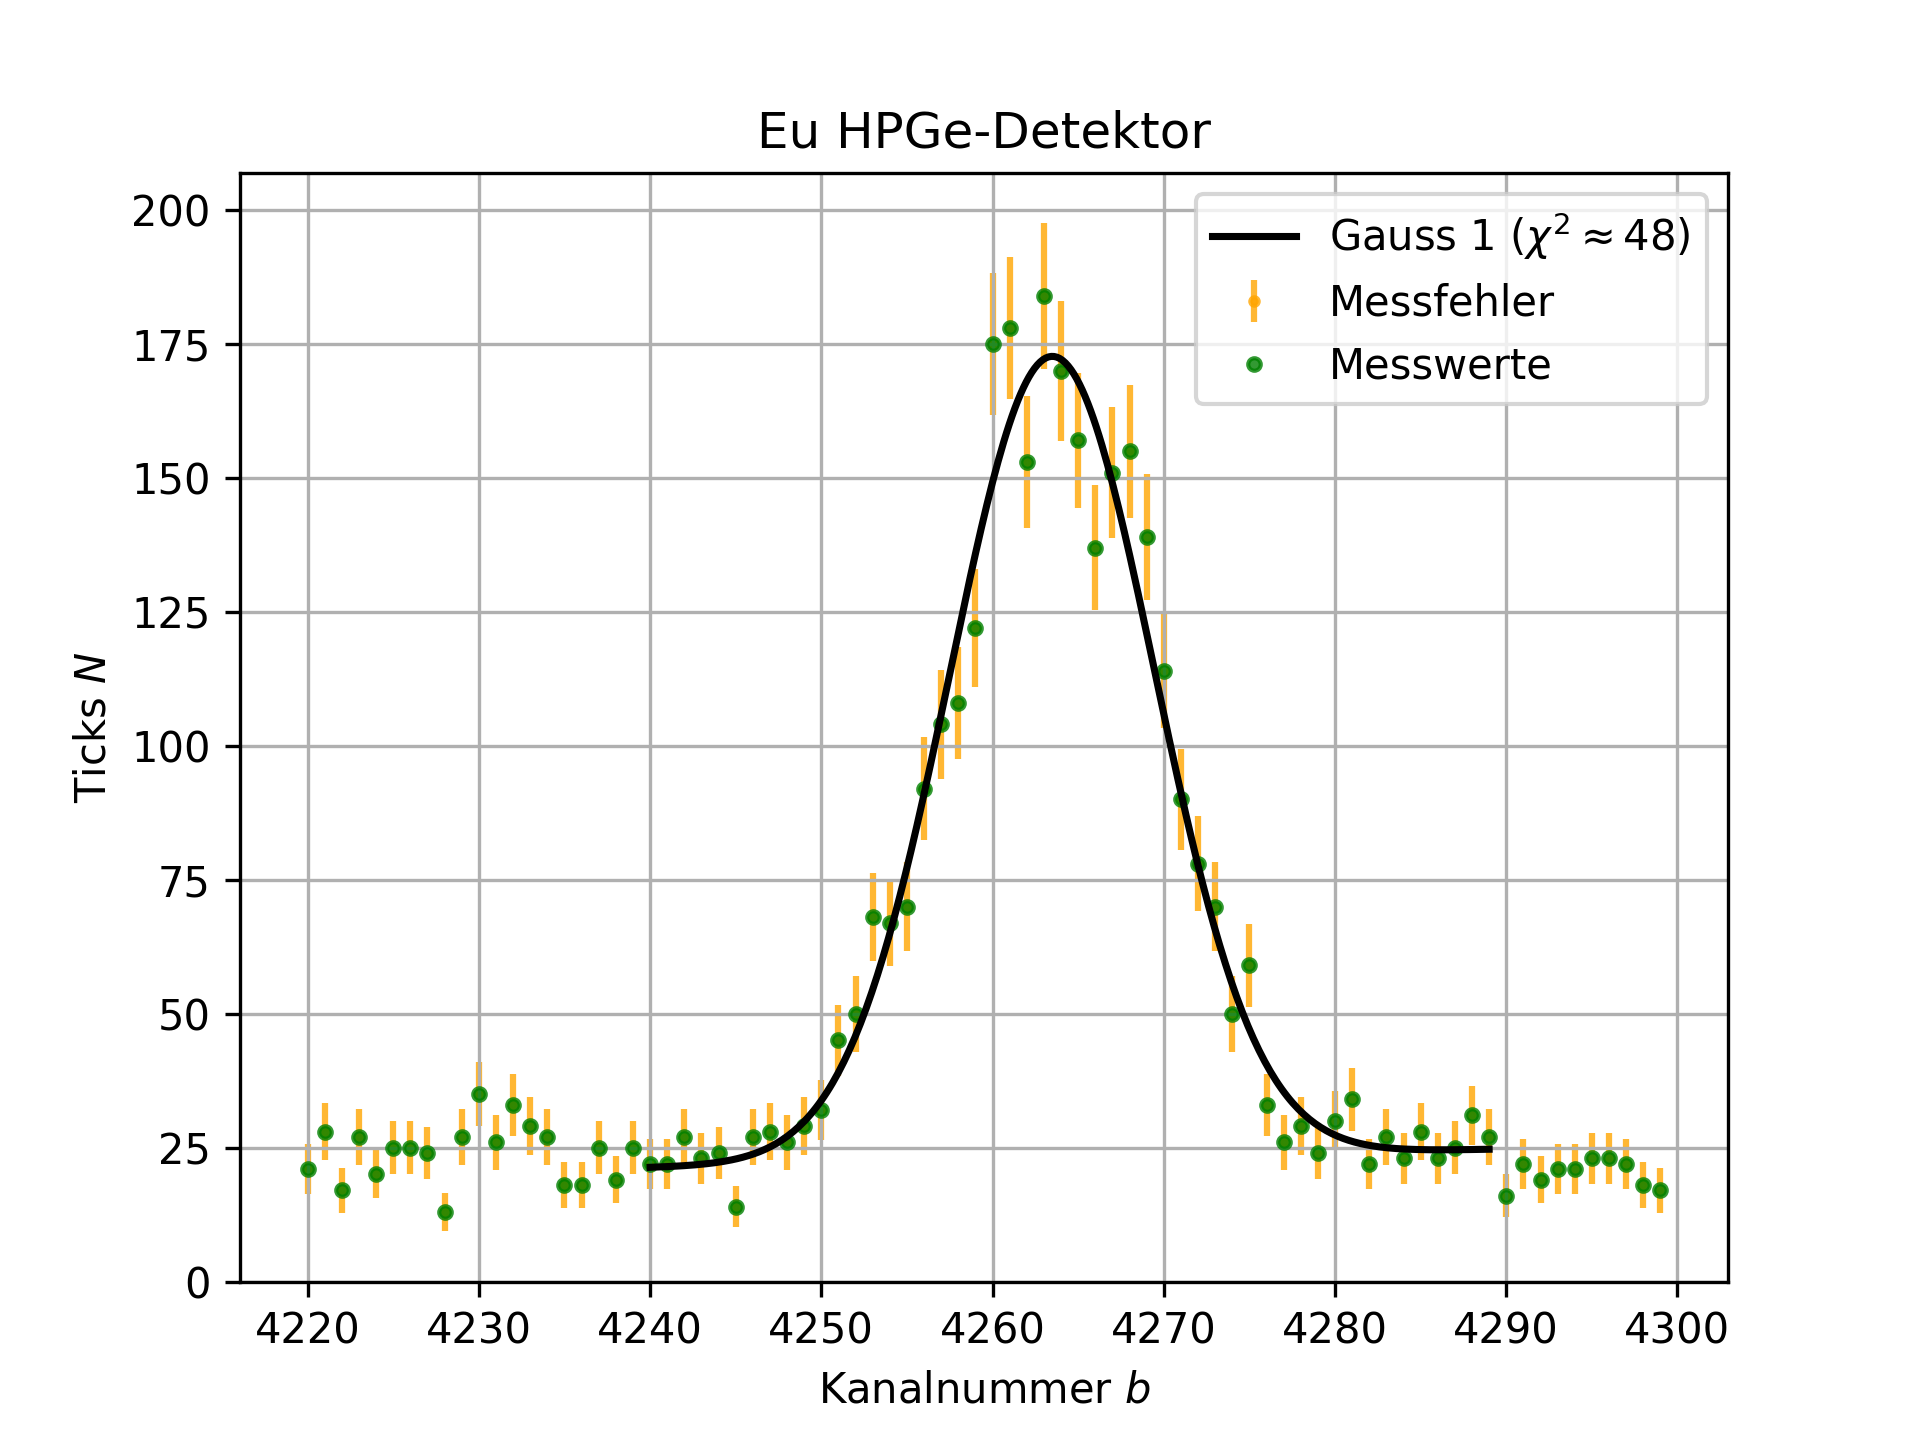 Eu HPGe-Detektor
Gauss 1 (χ² ≈ 48)
Messfehler
Messwerte
Ticks N
200
175
150
125
100
75
50
25
0
4220 4230 4240 4250 4260 4270 4280 4290 4300
Kanalnummer b